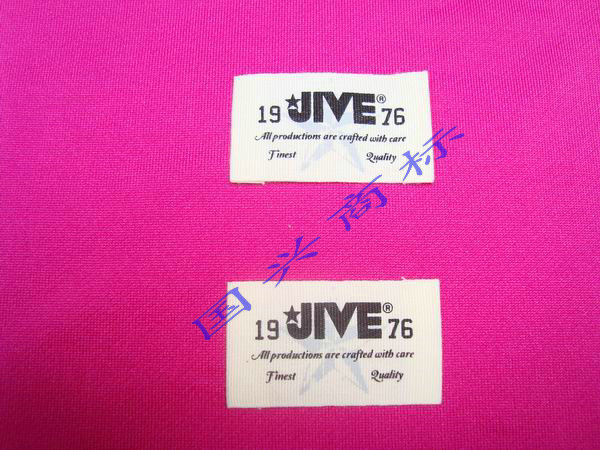 19 JIVE® 76
All productions are crafted with care
Finest Quality
19 JIVE® 76
All productions are crafted with care
Finest Quality
国兴商标